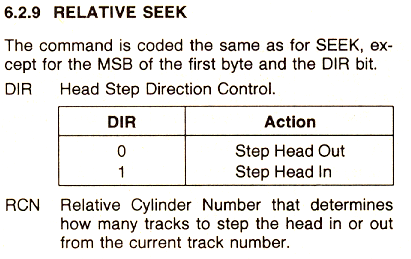 6.2.9 RELATIVE SEEK
The command is coded the same as for SEEK, ex-
cept for the MSB of the first byte and the DIR bit.
DIR Head Step Direction Control.
DIR Action
0 Step Head Out
1 Step Head In
RCN Relative Cylinder Number that determines
how many tracks to step the head in or out
from the current track number.